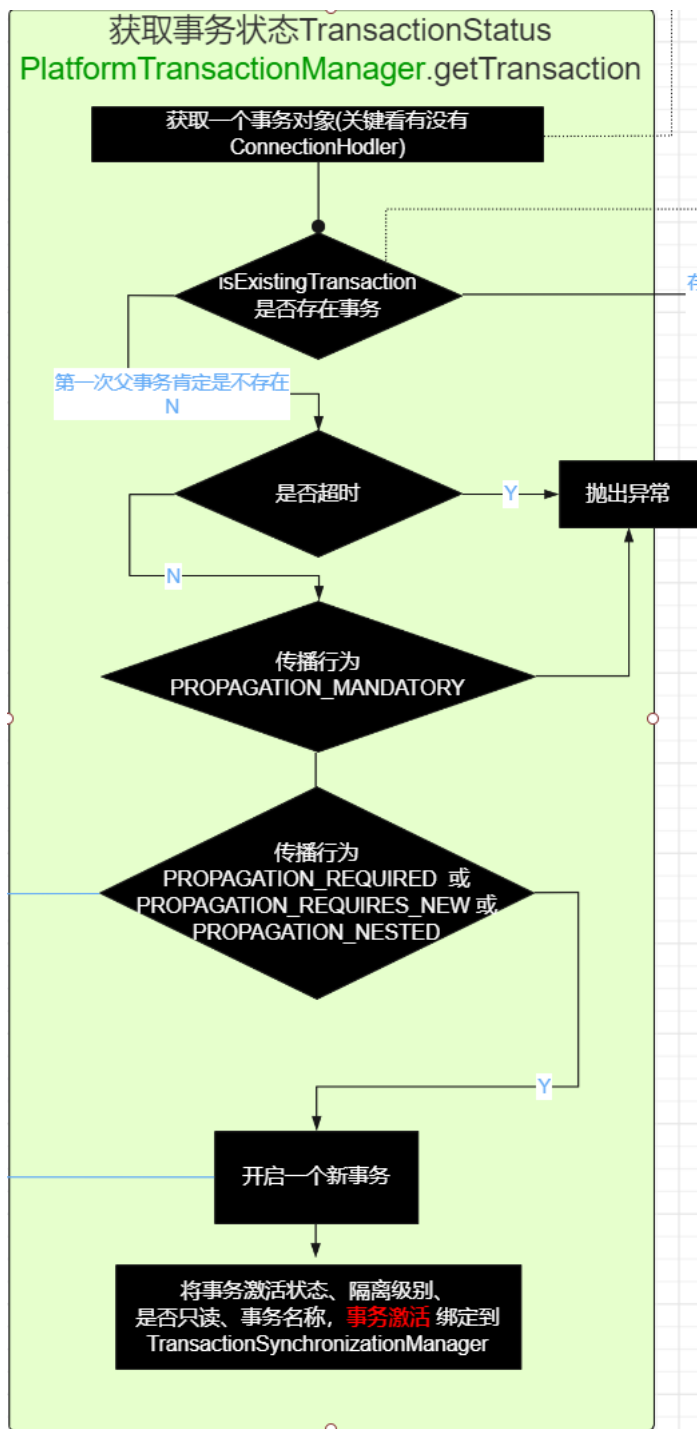 获取事务状态TransactionStatus
PlatformTransactionManager.getTransaction
获取一个事务对象(关键看有没有
ConnectionHodler)
isExistingTransaction
是否存在事务
存
第一次父事务肯定是不存在
N
是否超时
Y
抛出异常
N
传播行为
PROPAGATION_MANDATORY
传播行为
PROPAGATION_REQUIRED 或
PROPAGATION_REQUIRES_NEW 或
PROPAGATION_NESTED
Y
开启一个新事务
将事务激活状态、隔离级别、
是否只读、事务名称，事务激活 绑定到
TransactionSynchronizationManager